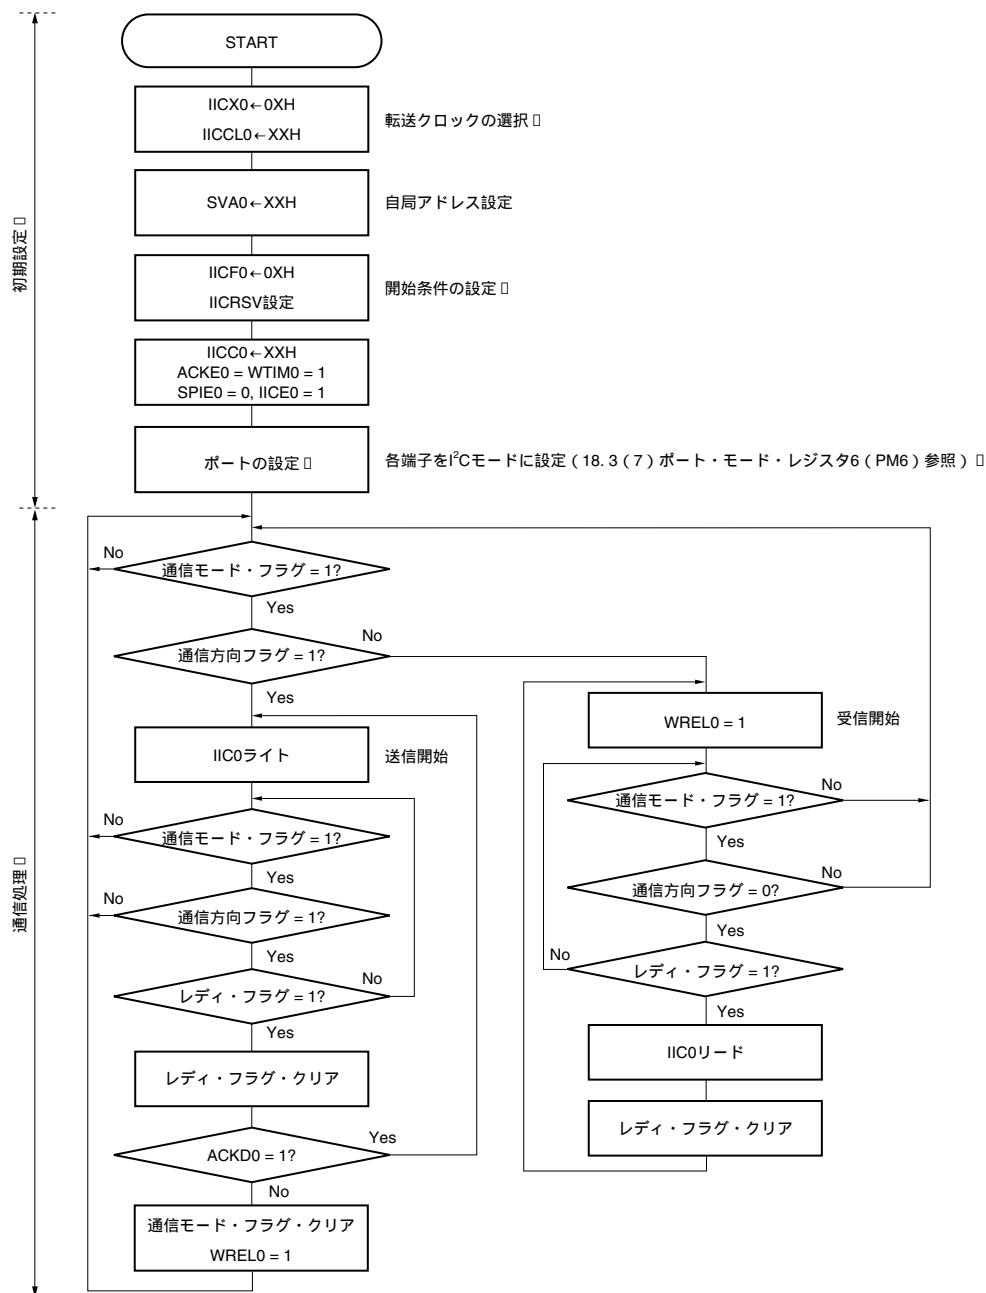 START
IICX0←0XH
IICCL0←XXH
転送クロックの選択
SVA0←XXH
自局アドレス設定
初期設定
IICF0←0XH
IICRSV設定
開始条件の設定
IICC0←XXH
ACKE0 = WTIM0 = 1
SPIE0 = 0, IICE0 = 1
ポートの設定
各端子をI²Cモードに設定（18. 3（7）ポート・モード・レジスタ6（PM6）参照）
No
通信モード・フラグ = 1?
Yes
通信方向フラグ = 1?
No
Yes
IIC0ライト
送信開始
No
通信モード・フラグ = 1?
Yes
No
通信方向フラグ = 1?
Yes
レディ・フラグ = 1?
No
Yes
レディ・フラグ・クリア
ACKD0 = 1?
Yes
No
通信モード・フラグ・クリア
WREL0 = 1
通信処理
WREL0 = 1
受信開始
通信モード・フラグ = 1?
No
Yes
通信方向フラグ = 0?
No
Yes
No
レディ・フラグ = 1?
Yes
IIC0リード
レディ・フラグ・クリア